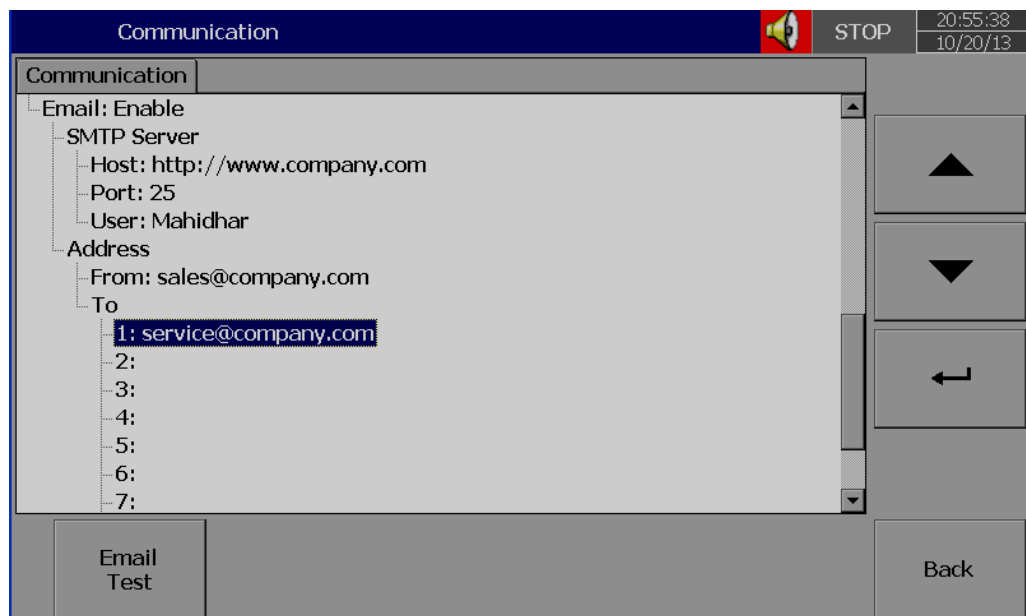 Communication
STOP
20:55:38
10/20/13
Communication
Email: Enable
SMTP Server
Host: http://www.company.com
Port: 25
User: Mahidhar
Address
From: sales@company.com
To
1: service@company.com
2:
3:
4:
5:
6:
7:
Email
Test
Back